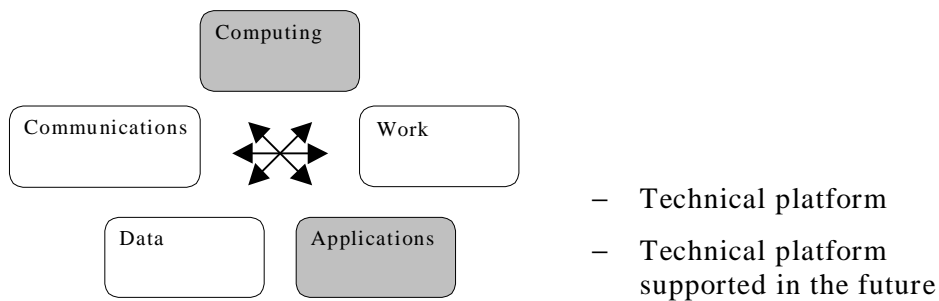 Computing
Communications
Work
Data
Applications
– Technical platform
– Technical platform
supported in the future